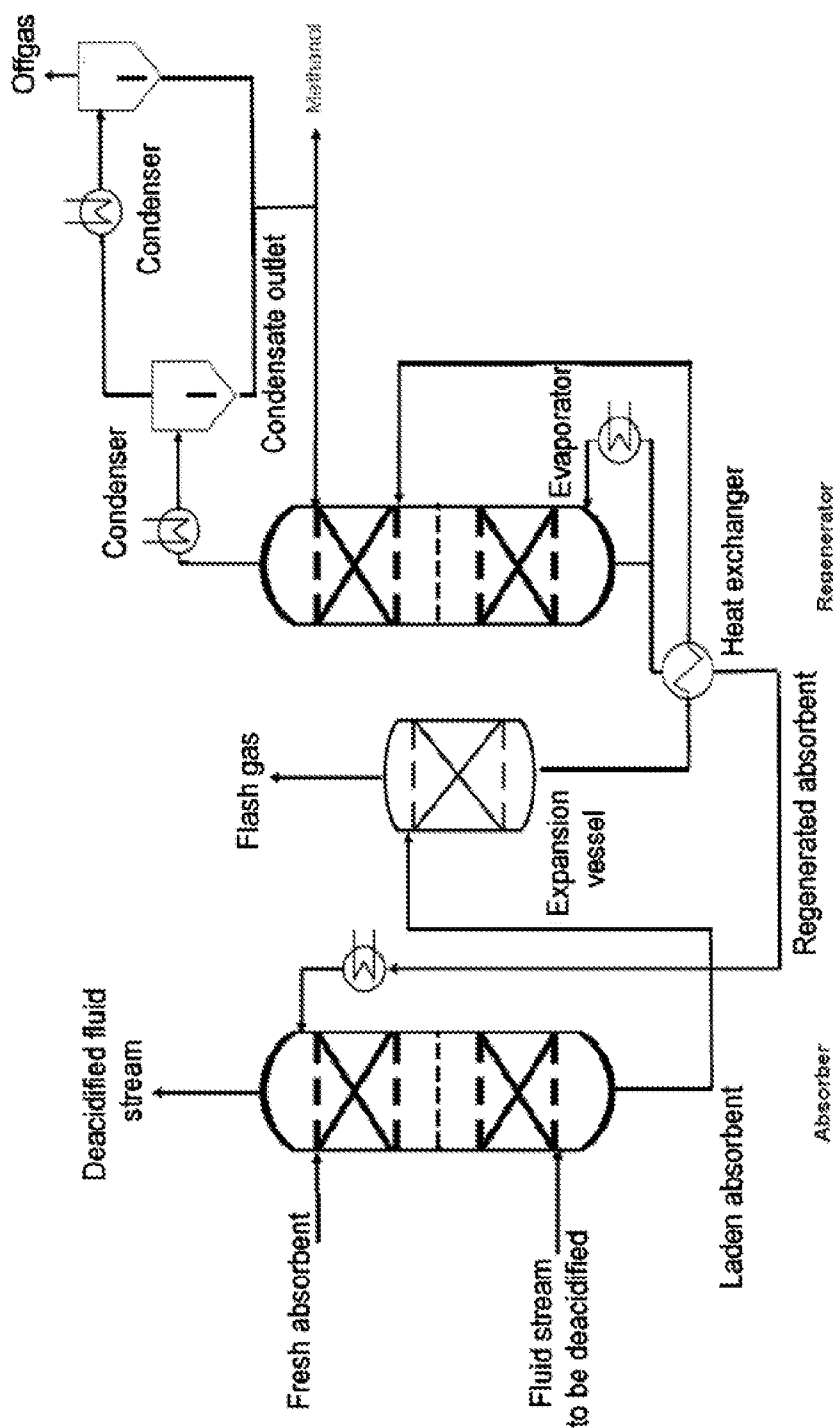 Deacidified fluid
stream
Fresh absorbent
Fluid stream
to be deacidified
Laden absorbent
Absorber
Flash gas
Expansion
vessel
Regenerated absorbent
Heat exchanger
Regenerator
Evaporator
Condenser
Condensate outlet
Condenser
Offgas
Methanol